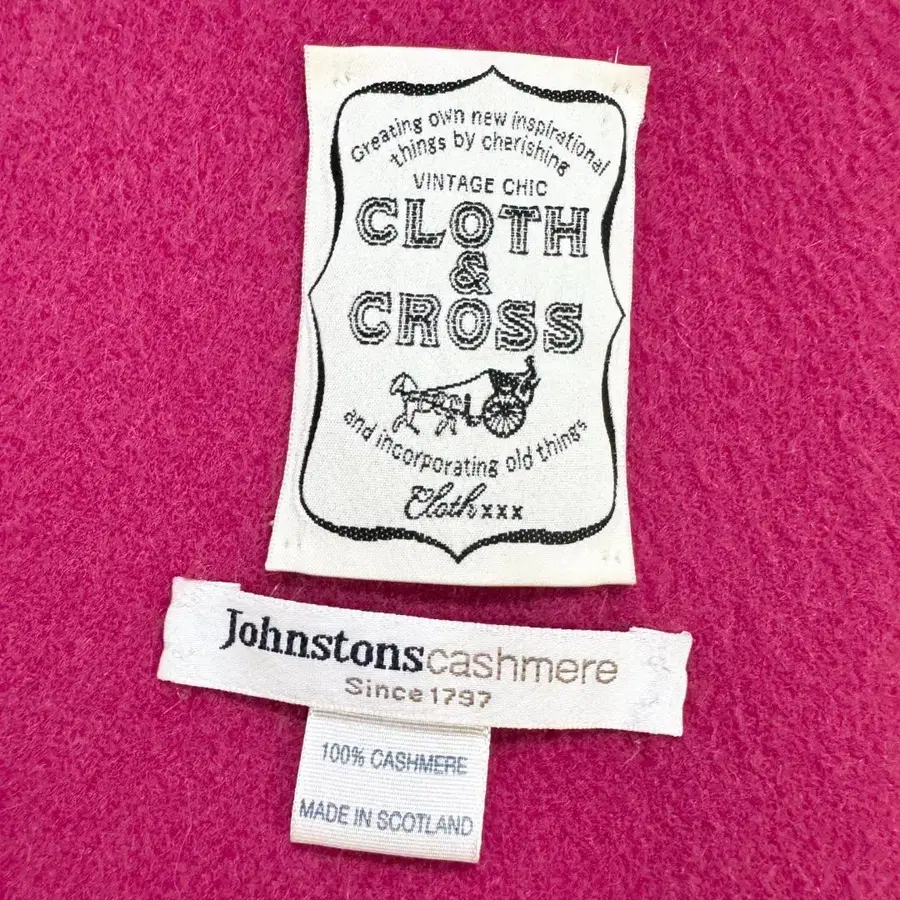 Creating own new inspirational
things by cherishing
VINTAGE CHIC
CLOTH
&
CROSS
and incorporating old things
Cloth xxx
Johnstons cashmere
Since 1797
100% CASHMERE
MADE IN SCOTLAND